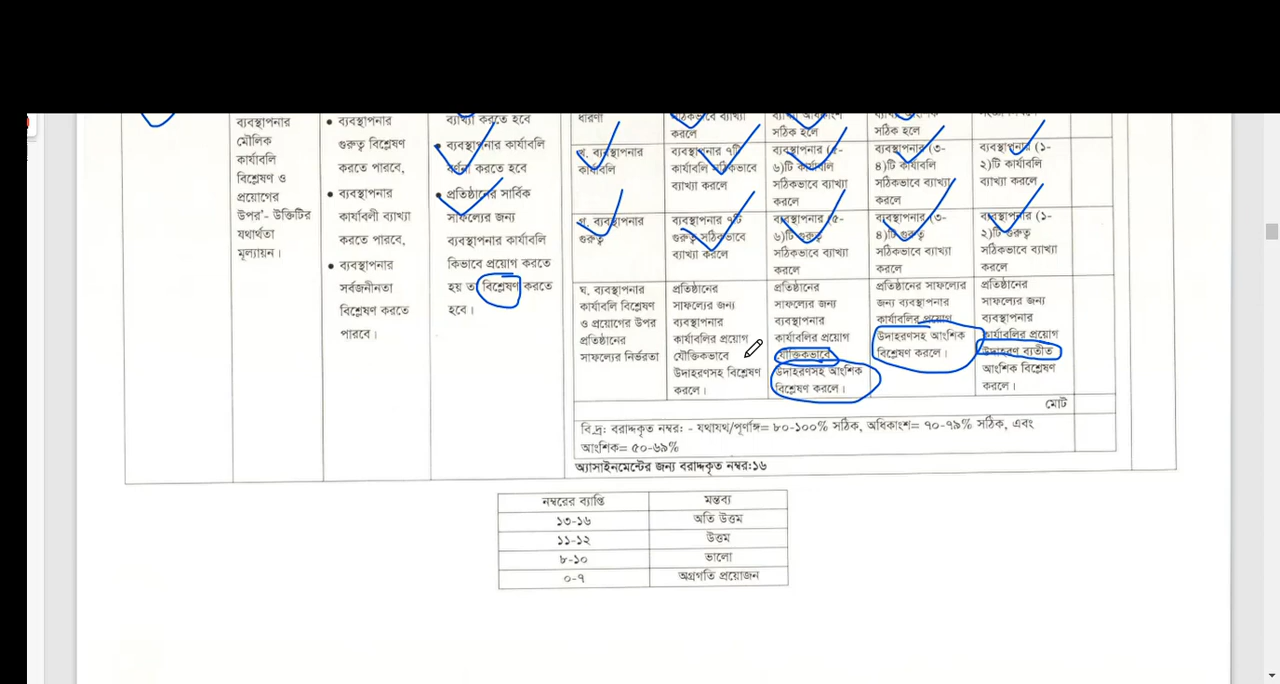 ব্যবস্থাপনার
মৌলিক
কার্যাবলি
বিশ্লেষণ ও
প্রয়োগের
উপর'- উক্তিটির
যথার্থতা
মূল্যায়ন।
• ব্যবস্থাপনার
গুরুত্ব বিশ্লেষণ
করতে পারবে,
• ব্যবস্থাপনার
কার্যাবলী ব্যাখ্যা
করতে পারবে,
• ব্যবস্থাপনার
সর্বজনীনতা
বিশ্লেষণ করতে
পারবে।
ব্যাখ্যা করতে হবে
• ব্যবস্থাপনার কার্যাবলি
বর্ণনা করতে হবে
• প্রতিষ্ঠানের সার্বিক
সাফল্যের জন্য
ব্যবস্থাপনার কার্যাবলি
কিভাবে প্রয়োগ করতে
হয় তা বিশ্লেষণ করতে
হবে।
ধারণা
সঠিকভাবে ব্যাখ্যা
করলে
ব্যাখ্যা অধিকাংশ
সঠিক হলে
সঠিক হলে
খ. ব্যবস্থাপনার
কার্যাবলি
ব্যবস্থাপনার ৭টি
কার্যাবলি সঠিকভাবে
ব্যাখ্যা করলে
ব্যবস্থাপনার (৫-
৬)টি কার্যাবলি
সঠিকভাবে ব্যাখ্যা
করলে
ব্যবস্থাপনার (৩-
৪)টি কার্যাবলি
সঠিকভাবে ব্যাখ্যা
করলে
ব্যবস্থাপনার (১-
২)টি কার্যাবলি
ব্যাখ্যা করলে
গ. ব্যবস্থাপনার
গুরুত্ব
ব্যবস্থাপনার ৭টি
গুরুত্ব সঠিকভাবে
ব্যাখ্যা করলে
ব্যবস্থাপনার (৫-
৬)টি গুরুত্ব
সঠিকভাবে ব্যাখ্যা
করলে
ব্যবস্থাপনার (৩-
৪)টি গুরুত্ব
সঠিকভাবে ব্যাখ্যা
করলে
ব্যবস্থাপনার (১-
২)টি গুরুত্ব
সঠিকভাবে ব্যাখ্যা
করলে
ঘ. ব্যবস্থাপনার
কার্যাবলি বিশ্লেষণ
ও প্রয়োগের উপর
প্রতিষ্ঠানের
সাফল্যের নির্ভরতা
প্রতিষ্ঠানের
সাফল্যের জন্য
ব্যবস্থাপনার
কার্যাবলির প্রয়োগ
যৌক্তিকভাবে
উদাহরণসহ বিশ্লেষণ
করলে।
প্রতিষ্ঠানের
সাফল্যের জন্য
ব্যবস্থাপনার
কার্যাবলির প্রয়োগ
যৌক্তিকভাবে
উদাহরণসহ আংশিক
বিশ্লেষণ করলে।
প্রতিষ্ঠানের সাফল্যের
জন্য ব্যবস্থাপনার
কার্যাবলির প্রয়োগ
উদাহরণসহ আংশিক
বিশ্লেষণ করলে।
প্রতিষ্ঠানের
সাফল্যের জন্য
ব্যবস্থাপনার
কার্যাবলির প্রয়োগ
উদাহরণ ব্যতীত
আংশিক বিশ্লেষণ
করলে।
মোট
বি.দ্র: বরাদ্দকৃত নম্বর: - যথাযথ/পূর্ণাঙ্গ= ৮০-১০০% সঠিক, অধিকাংশ= ৭০-৭৯% সঠিক, এবং
আংশিক= ৫০-৬৯%
অ্যাসাইনমেন্টের জন্য বরাদ্দকৃত নম্বর:১৬
নম্বরের ব্যাপ্তি মন্তব্য
১৩-১৬ অতি উত্তম
১১-১২ উত্তম
৮-১০ ভালো
০-৭ অগ্রগতি প্রয়োজন